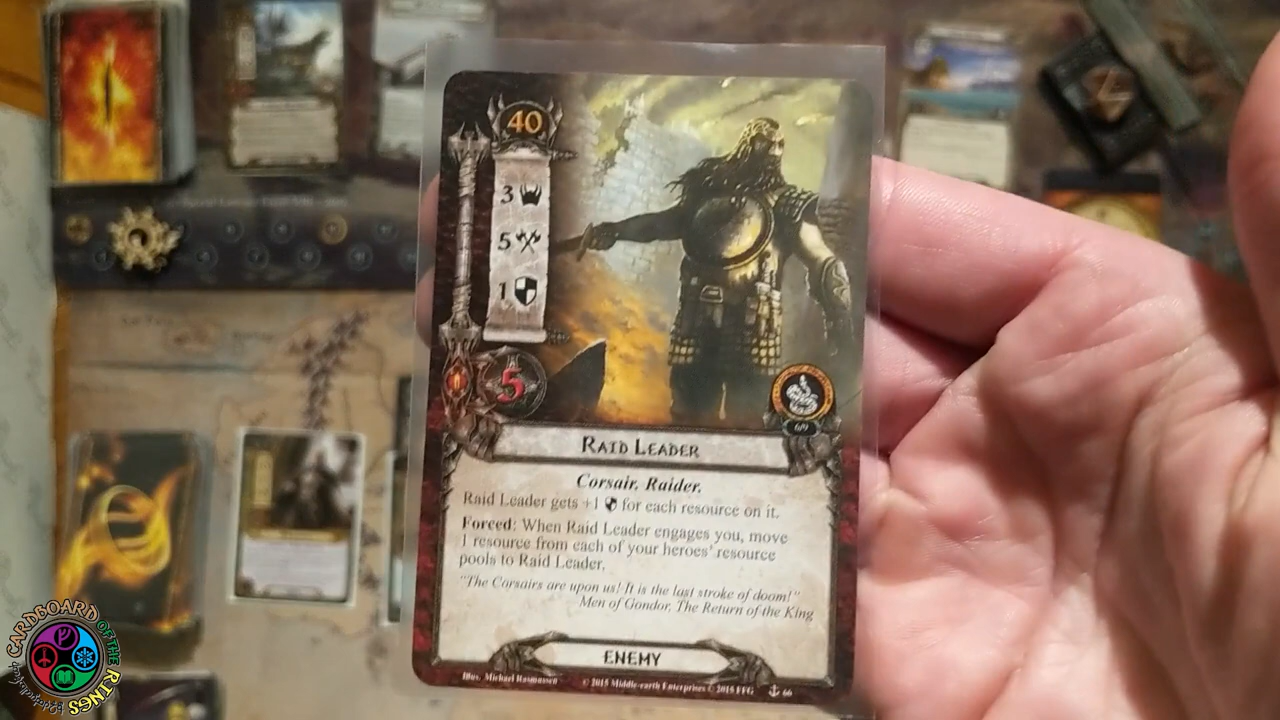 40
3
5
1
5
69
RAID LEADER
Corsair. Raider.
Raid Leader gets +1 for each resource on it.
Forced: When Raid Leader engages you, move
1 resource from each of your heroes' resource
pools to Raid Leader.
"The Corsairs are upon us! It is the last stroke of doom!"
Men of Gondor, The Return of the King
ENEMY
Illus. Michael Rasmussen © 2015 Middle-earth Enterprises © 2015 FFG 66
CARDBOARD OF THE RINGS